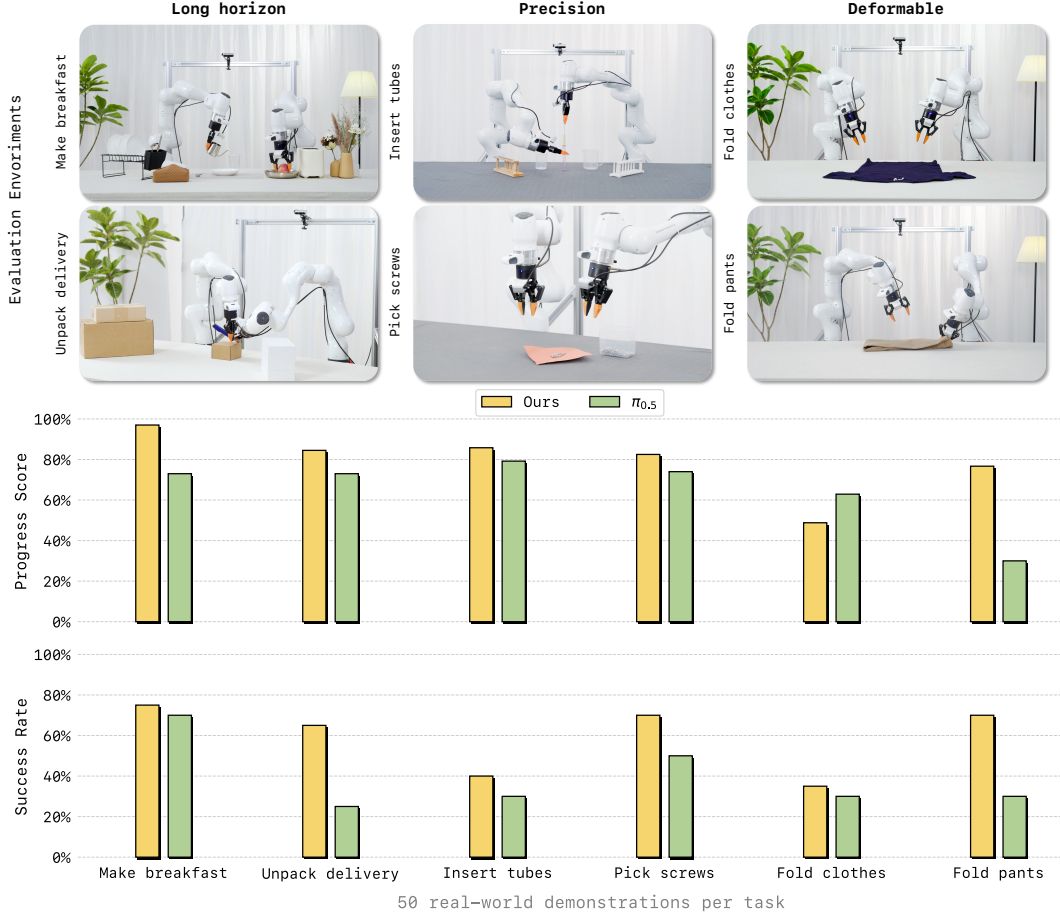 Long horizon
Precision
Deformable
Evaluation Envoriments
Make breakfast
Insert tubes
Fold clothes
Unpack delivery
Pick screws
Fold pants
Ours
π0.5
Progress Score
100%
80%
60%
40%
20%
0%
Success Rate
100%
80%
60%
40%
20%
0%
Make breakfast
Unpack delivery
Insert tubes
Pick screws
Fold clothes
Fold pants
50 real-world demonstrations per task